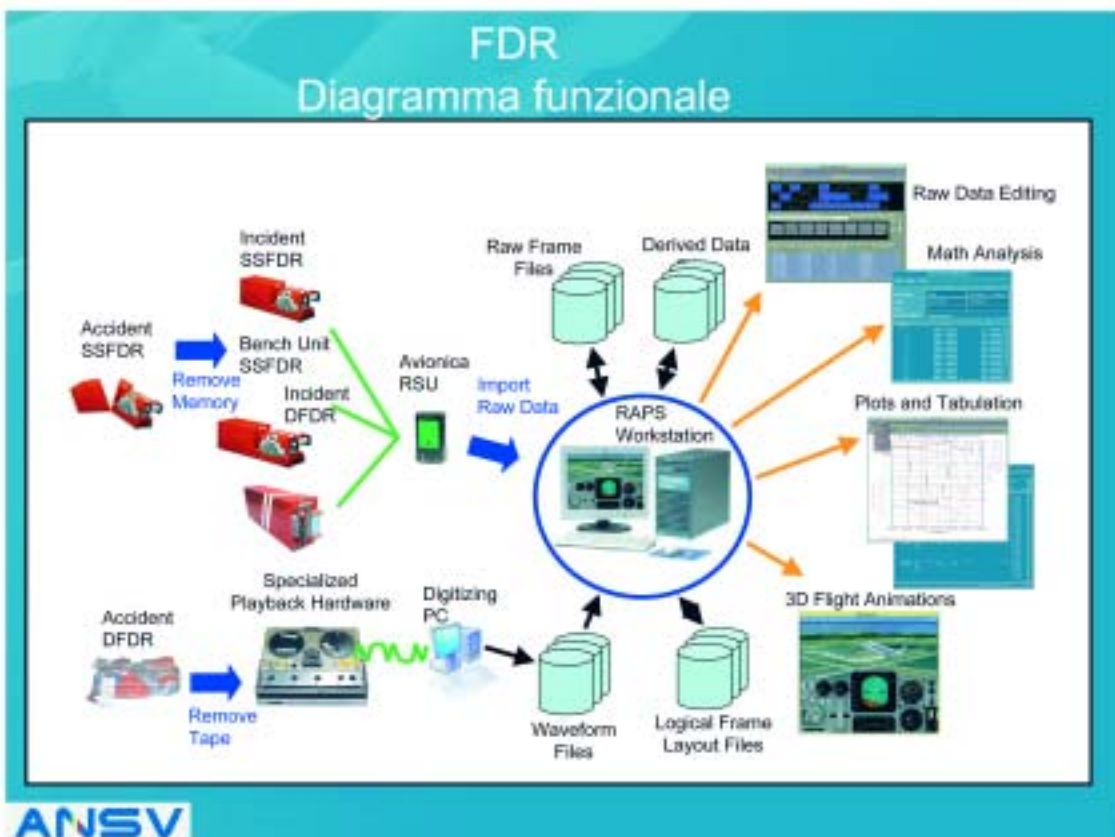 FDR
Diagramma funzionale
Incident
SSFDR
Accident
SSFDR
Remove
Memory
Bench Unit
SSFDR
Incident
DFDR
Avionica
RSU
Import
Raw Data
Raw Frame
Files
Derived Data
RAPS
Workstation
Raw Data Editing
Math Analysis
Plots and Tabulation
3D Flight Animations
Accident
DFDR
Remove
Tape
Specialized
Playback Hardware
Digitizing
PC
Waveform
Files
Logical Frame
Layout Files
ANSV